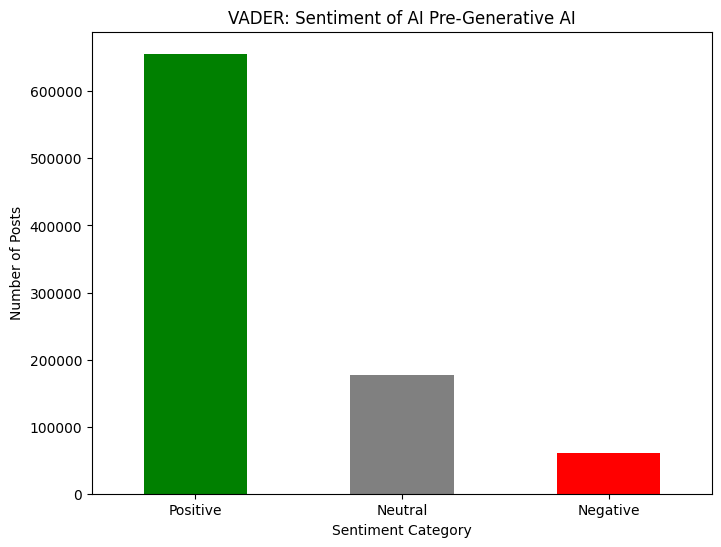 VADER: Sentiment of AI Pre-Generative AI
600000
500000
400000
300000
200000
100000
0
Number of Posts
Positive
Neutral
Negative
Sentiment Category